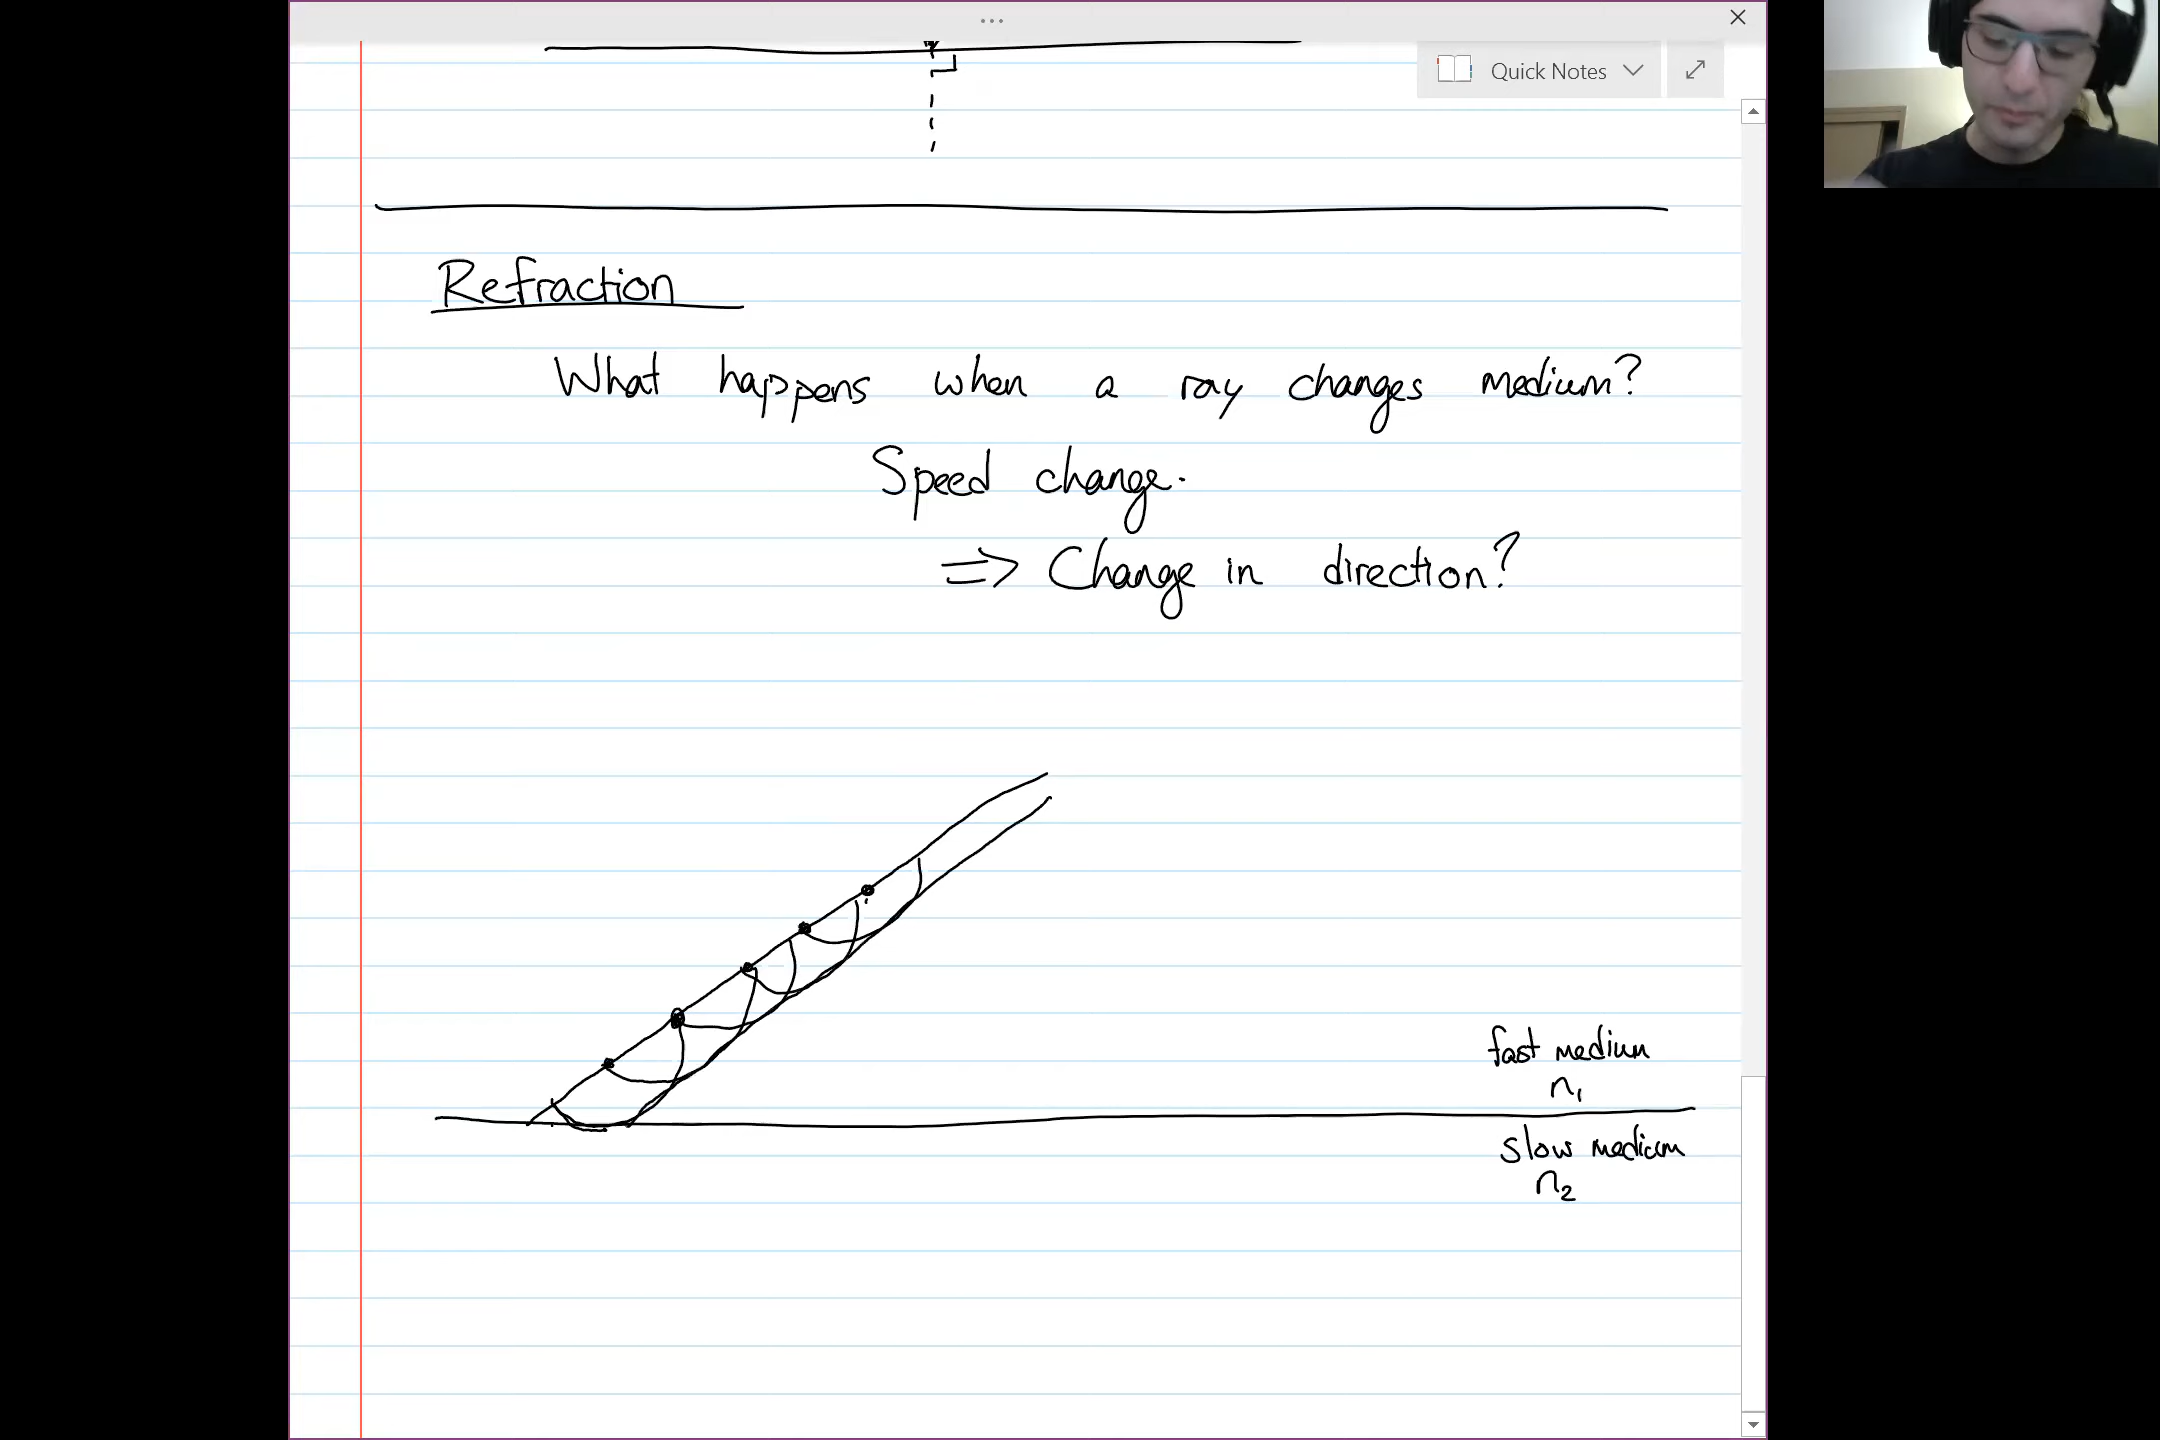 Quick Notes
Refraction
What happens when a ray changes medium?
Speed change.
⇒ Change in direction?
fast medium
n₁
slow medium
n₂